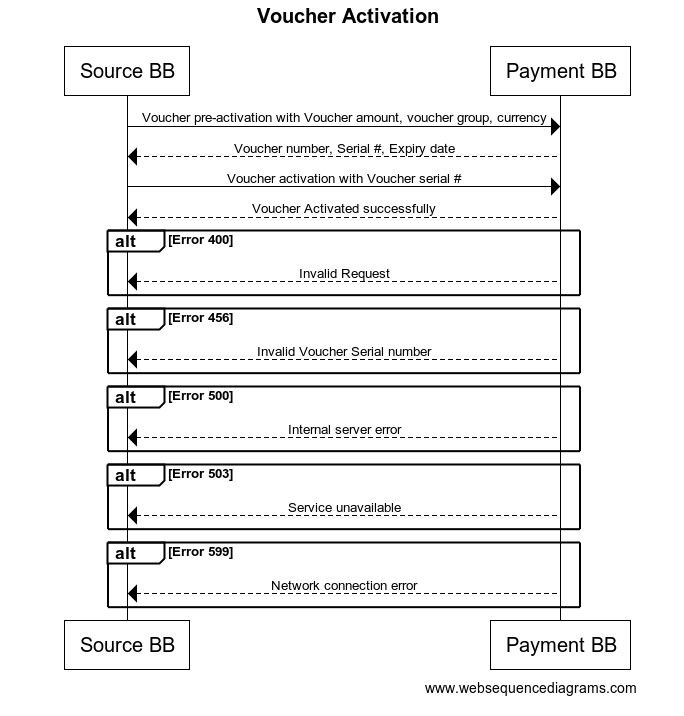 Voucher Activation
Source BB
Payment BB
Voucher pre-activation with Voucher amount, voucher group, currency
Voucher number, Serial #, Expiry date
Voucher activation with Voucher serial #
Voucher Activated successfully
alt [Error 400]
Invalid Request
alt [Error 456]
Invalid Voucher Serial number
alt [Error 500]
Internal server error
alt [Error 503]
Service unavailable
alt [Error 599]
Network connection error
Source BB
Payment BB
www.websequencediagrams.com